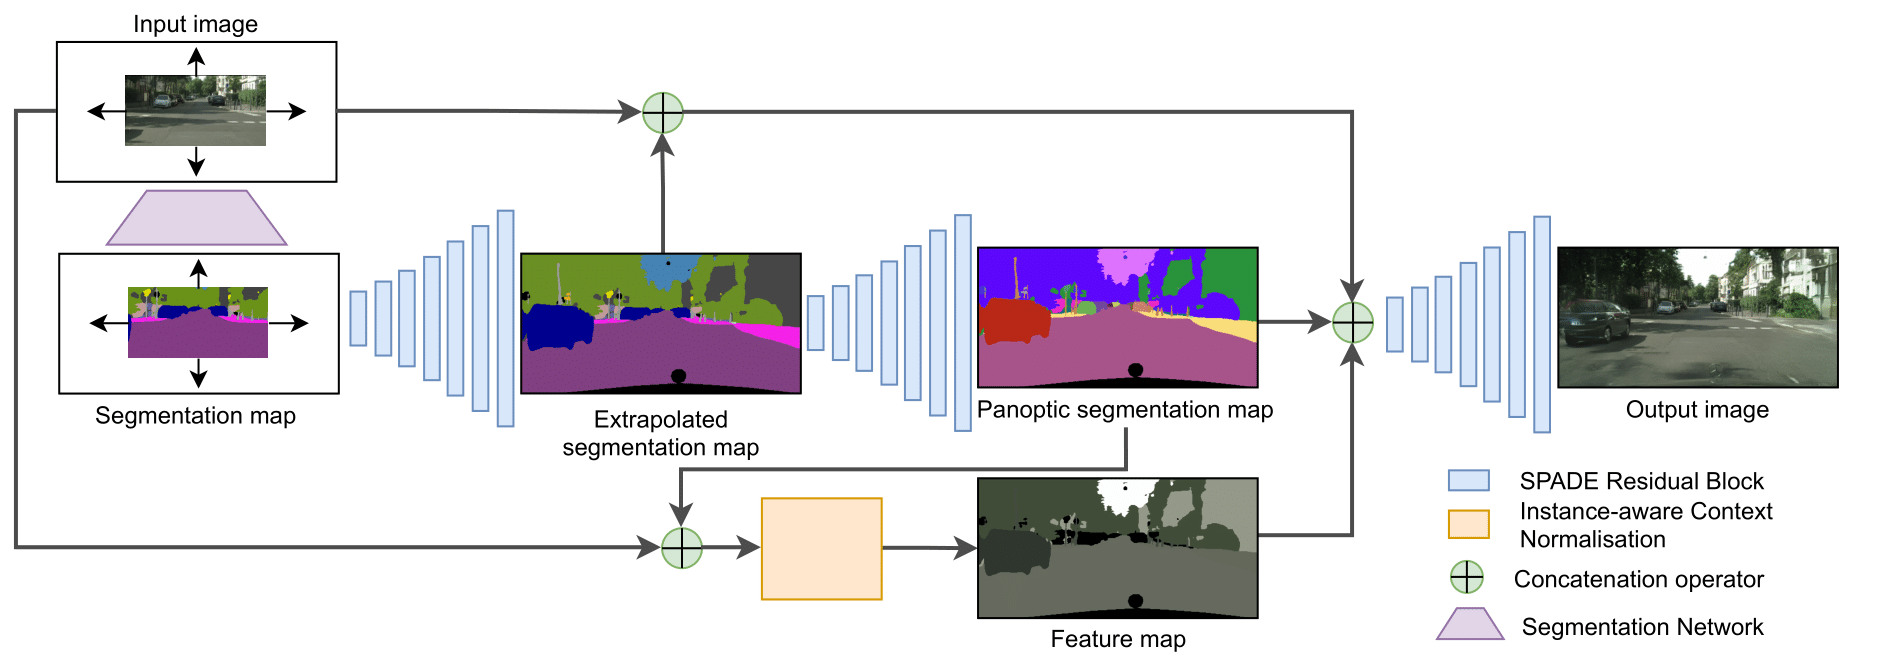 Input image
Segmentation map
Extrapolated
segmentation map
Panoptic segmentation map
Output image
Feature map
SPADE Residual Block
Instance-aware Context
Normalisation
Concatenation operator
Segmentation Network